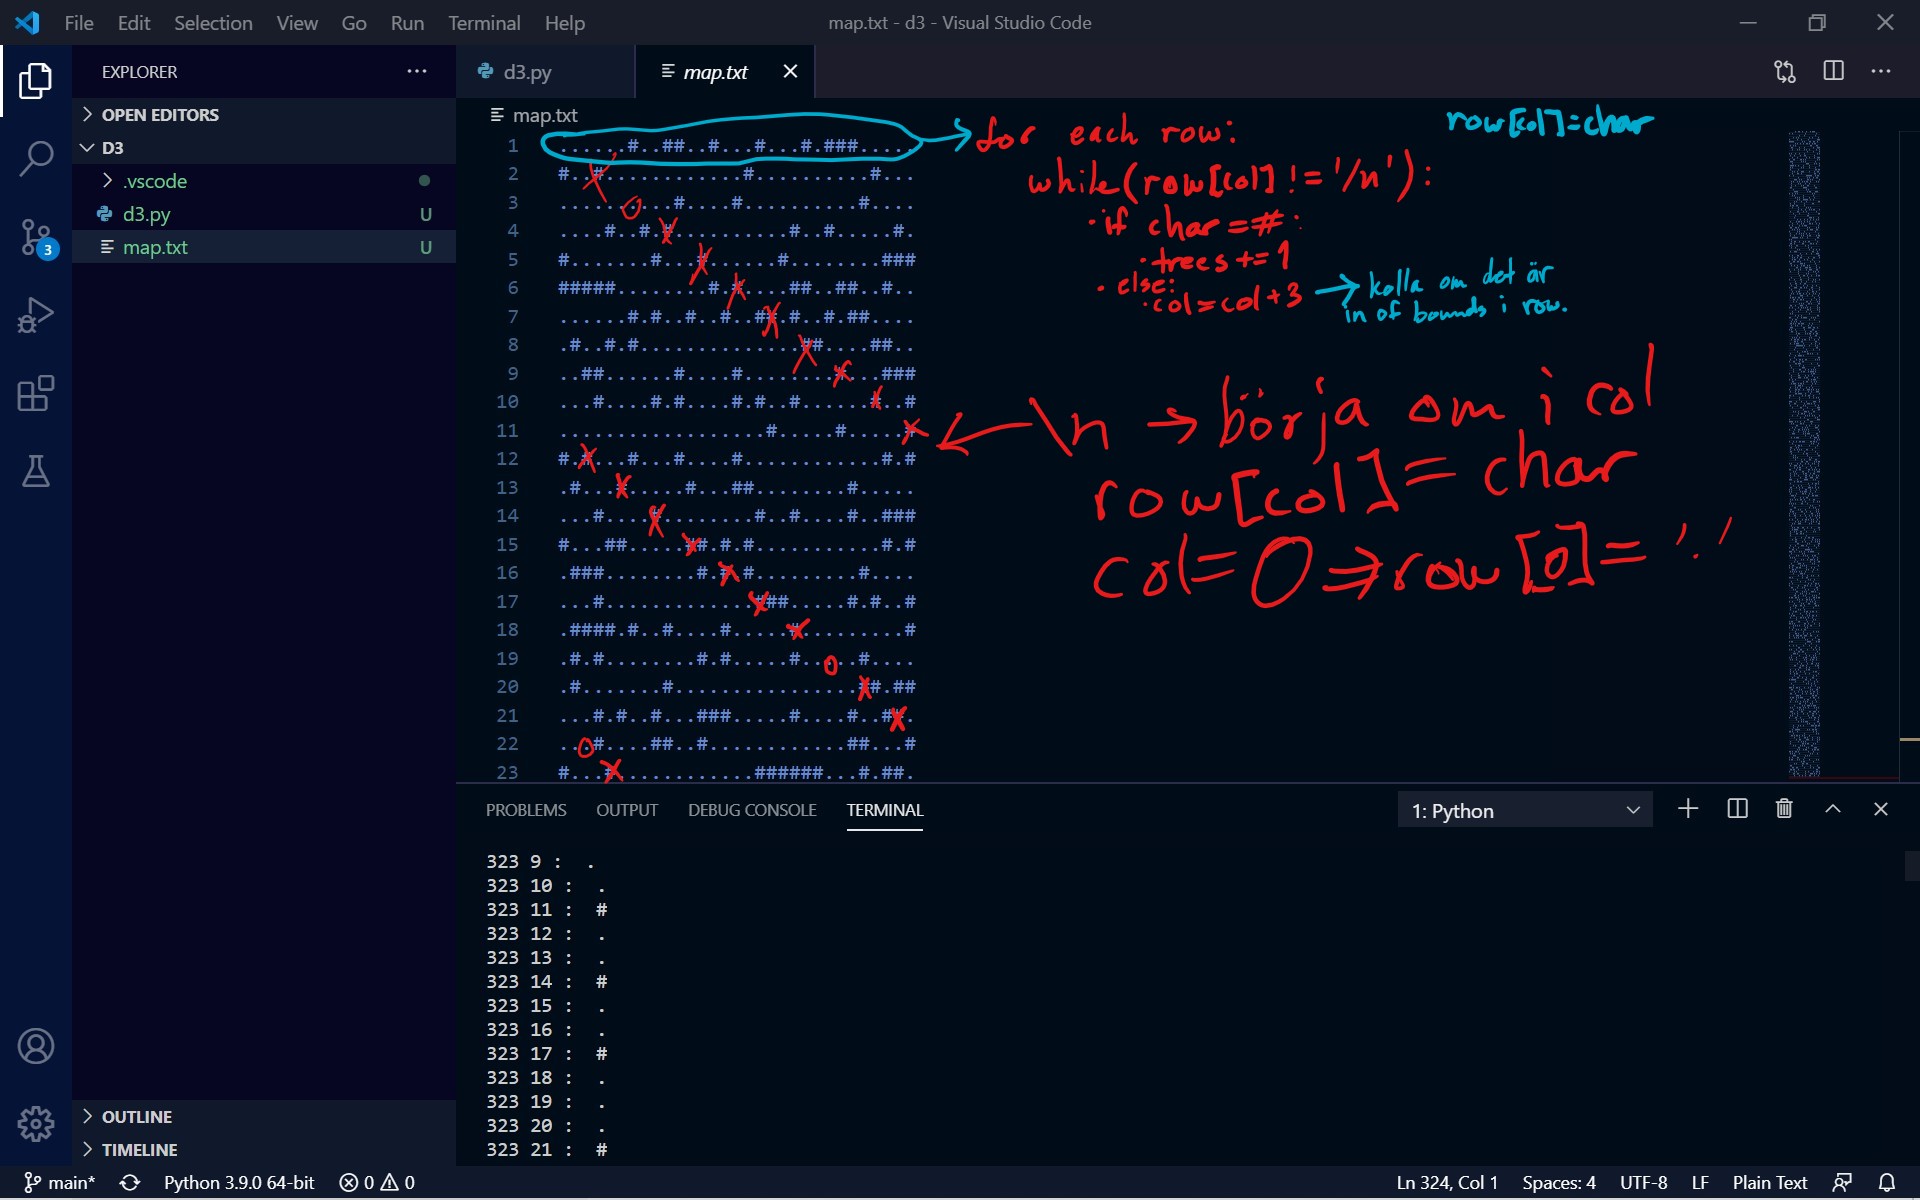 File Edit Selection View Go Run Terminal Help
map.txt - d3 - Visual Studio Code
EXPLORER
OPEN EDITORS
D3
.vscode
d3.py U
map.txt U
3
OUTLINE
TIMELINE
d3.py
map.txt
map.txt
1 ......#..##..#...#...#.###.....
2
3
4
5
6
7
8
9
10
11
12
13
14
15
16
17
18
19
20
21
22
23
for each row:
while(row[col] != '/n'):
·if char = # :
·trees += 1
· else:
·col = col + 3
→ kolla om det är
in of bounds i row.
row[col]=char
\n → börja om i col
row[col] = char
col = 0 ⇒ row [0] = '.'
PROBLEMS OUTPUT DEBUG CONSOLE TERMINAL
1: Python
323 9 :  .
323 10 :  .
323 11 :  #
323 12 :  .
323 13 :  .
323 14 :  #
323 15 :  .
323 16 :  .
323 17 :  #
323 18 :  .
323 19 :  .
323 20 :  .
323 21 :  #
main* Python 3.9.0 64-bit 0 0
Ln 324, Col 1 Spaces: 4 UTF-8 LF Plain Text